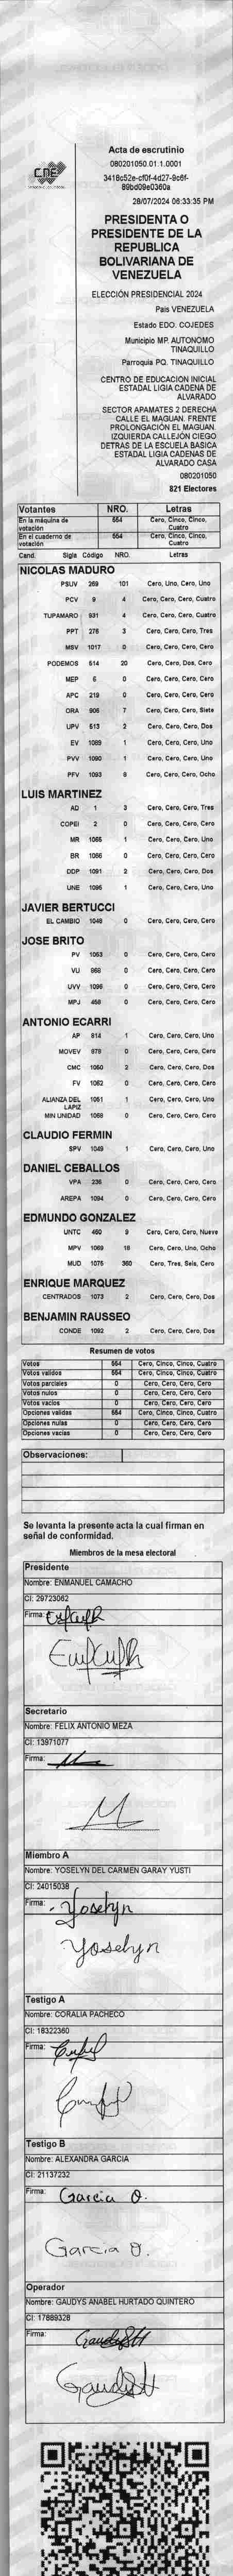 CNE
Acta de escrutinio
080201050.01.1.0001
3418c52e-cf0f-4d27-9c6f-
89bd09e0360a
28/07/2024 06:33:35 PM
PRESIDENTA O
PRESIDENTE DE LA
REPUBLICA
BOLIVARIANA DE
VENEZUELA
ELECCIÓN PRESIDENCIAL 2024
Pais VENEZUELA
Estado EDO. COJEDES
Municipio MP. AUTONOMO
TINAQUILLO
Parroquia PQ. TINAQUILLO
CENTRO DE EDUCACION INICIAL
ESTADAL LIGIA CADENA DE
ALVARADO
SECTOR APAMATES 2 DERECHA
CALLE EL MAGUAN. FRENTE
PROLONGACIÓN EL MAGUAN.
IZQUIERDA CALLEJÓN CIEGO
DETRAS DE LA ESCUELA BÁSICA
ESTADAL LIGIA CADENAS DE
ALVARADO CASA
080201050
821 Electores
Votantes NRO. Letras
En la máquina de votación 554 Cero, Cinco, Cinco, Cuatro
En el cuaderno de votación 554 Cero, Cinco, Cinco, Cuatro
Cand. Sigla Código NRO. Letras
NICOLAS MADURO
PSUV 269 101 Cero, Uno, Cero, Uno
PCV 9 4 Cero, Cero, Cero, Cuatro
TUPAMARO 931 4 Cero, Cero, Cero, Cuatro
PPT 276 3 Cero, Cero, Cero, Tres
MSV 1017 0 Cero, Cero, Cero, Cero
PODEMOS 514 20 Cero, Cero, Dos, Cero
MEP 6 0 Cero, Cero, Cero, Cero
APC 219 0 Cero, Cero, Cero, Cero
ORA 906 7 Cero, Cero, Cero, Siete
UPV 513 2 Cero, Cero, Cero, Dos
EV 1089 1 Cero, Cero, Cero, Uno
PVV 1090 1 Cero, Cero, Cero, Uno
PFV 1093 8 Cero, Cero, Cero, Ocho
LUIS MARTINEZ
AD 1 3 Cero, Cero, Cero, Tres
COPEI 2 0 Cero, Cero, Cero, Cero
MR 1065 1 Cero, Cero, Cero, Uno
BR 1066 0 Cero, Cero, Cero, Cero
DDP 1091 2 Cero, Cero, Cero, Dos
UNE 1095 1 Cero, Cero, Cero, Uno
JAVIER BERTUCCI
EL CAMBIO 1048 0 Cero, Cero, Cero, Cero
JOSE BRITO
PV 1053 0 Cero, Cero, Cero, Cero
VU 968 0 Cero, Cero, Cero, Cero
UVV 1096 0 Cero, Cero, Cero, Cero
MPJ 458 0 Cero, Cero, Cero, Cero
ANTONIO ECARRI
AP 814 1 Cero, Cero, Cero, Uno
MOVEV 978 0 Cero, Cero, Cero, Cero
CMC 1050 2 Cero, Cero, Cero, Dos
FV 1052 0 Cero, Cero, Cero, Cero
ALIANZA DEL LAPIZ 1051 1 Cero, Cero, Cero, Uno
MIN UNIDAD 1068 0 Cero, Cero, Cero, Cero
CLAUDIO FERMIN
SPV 1049 1 Cero, Cero, Cero, Uno
DANIEL CEBALLOS
VPA 236 0 Cero, Cero, Cero, Cero
AREPA 1094 0 Cero, Cero, Cero, Cero
EDMUNDO GONZALEZ
UNTC 460 9 Cero, Cero, Cero, Nueve
MPV 1069 18 Cero, Cero, Uno, Ocho
MUD 1075 360 Cero, Tres, Seis, Cero
ENRIQUE MARQUEZ
CENTRADOS 1073 2 Cero, Cero, Cero, Dos
BENJAMIN RAUSSEO
CONDE 1092 2 Cero, Cero, Cero, Dos
Resumen de votos
Votos 554 Cero, Cinco, Cinco, Cuatro
Votos validos 554 Cero, Cinco, Cinco, Cuatro
Votos parciales 0 Cero, Cero, Cero, Cero
Votos nulos 0 Cero, Cero, Cero, Cero
Votos vacios 0 Cero, Cero, Cero, Cero
Opciones validas 554 Cero, Cinco, Cinco, Cuatro
Opciones nulas 0 Cero, Cero, Cero, Cero
Opciones vacias 0 Cero, Cero, Cero, Cero
Observaciones:
Se levanta la presente acta la cual firman en
señal de conformidad.
Miembros de la mesa electoral
Presidente
Nombre: ENMANUEL CAMACHO
CI: 29723062
Firma:
Secretario
Nombre: FELIX ANTONIO MEZA
CI: 13971077
Firma:
Miembro A
Nombre: YOSELYN DEL CARMEN GARAY YUSTI
CI: 24015038
Firma: Yoselyn
Yoselyn
Testigo A
Nombre: CORALIA PACHECO
CI: 18322360
Firma:
Testigo B
Nombre: ALEXANDRA GARCIA
CI: 21137232
Firma: Garcia O.
Garcia O.
Operador
Nombre: GAUDYS ANABEL HURTADO QUINTERO
CI: 17889328
Firma: GaudysH
GaudysH